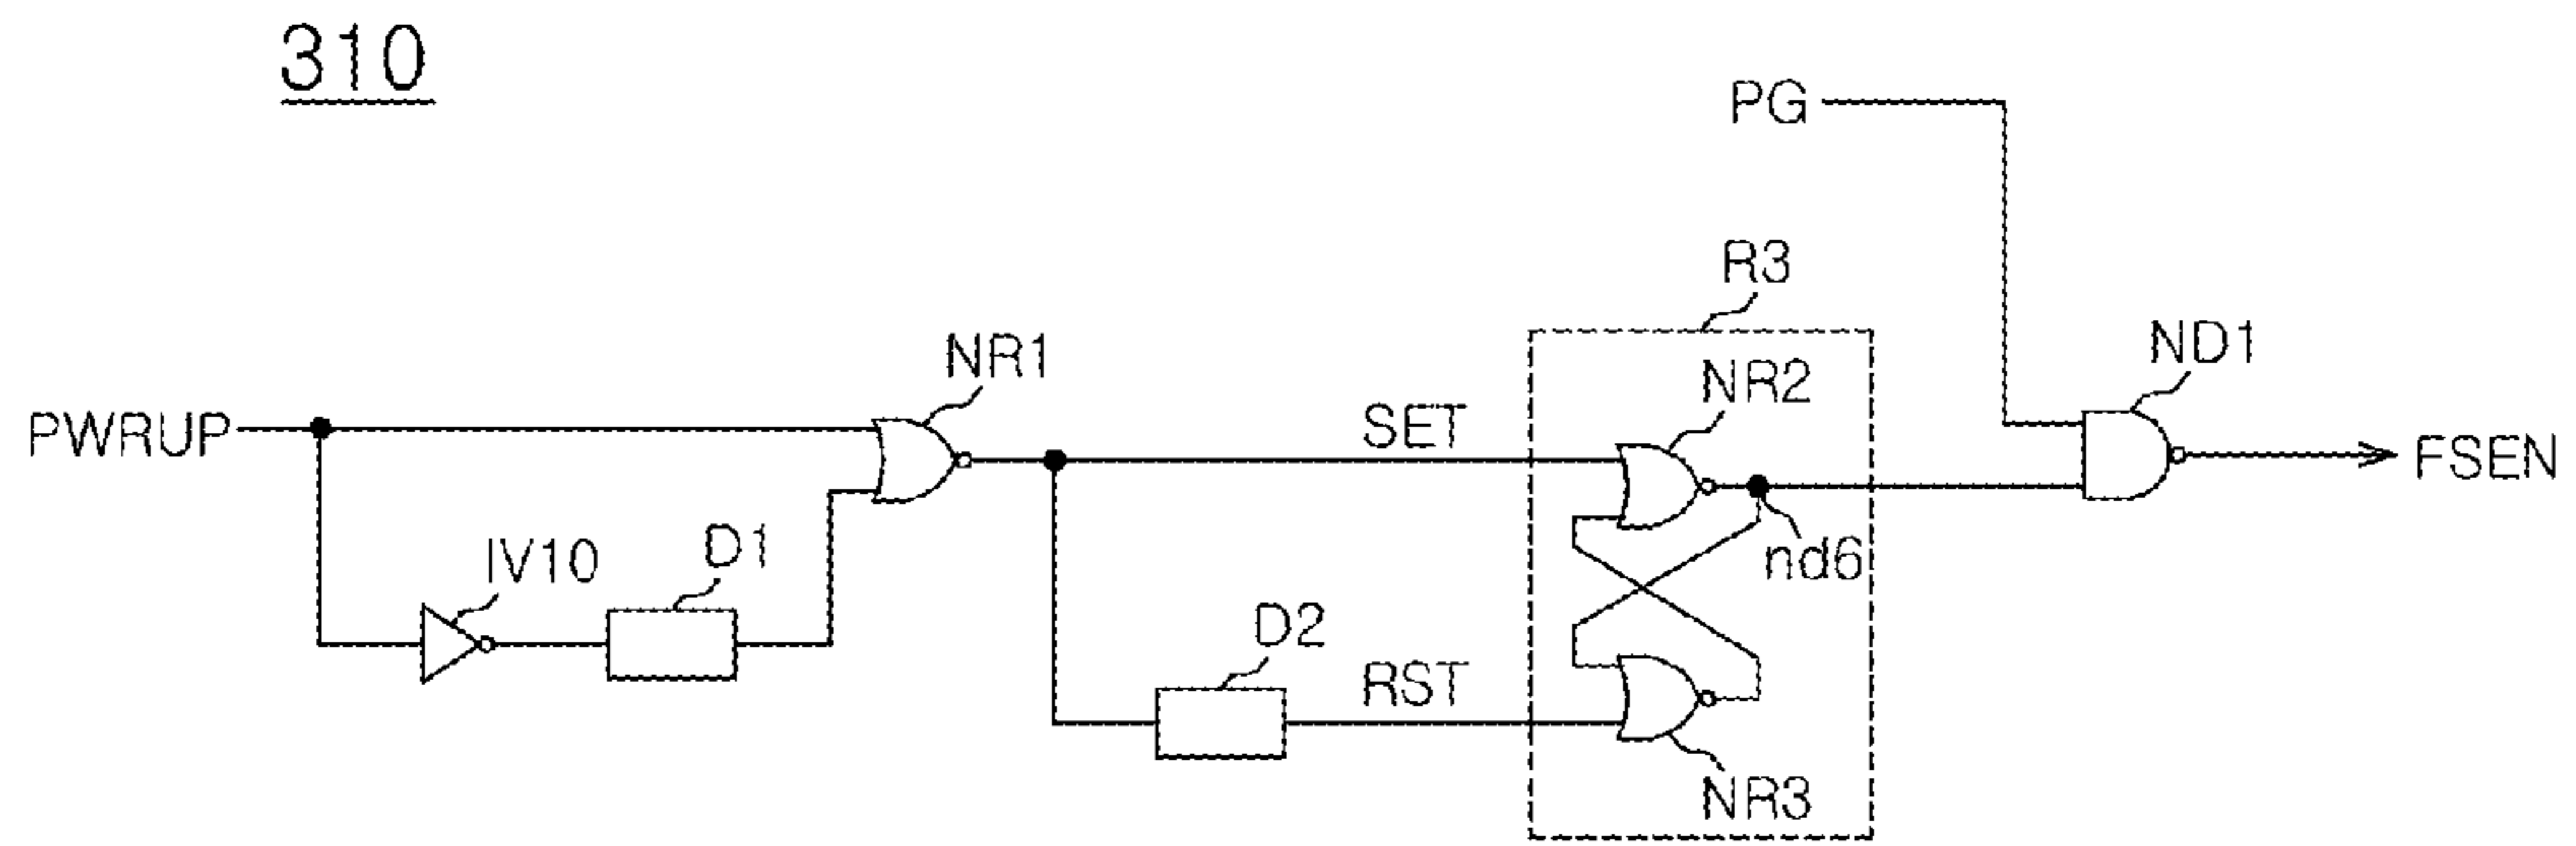 310
PG
R3
ND1
NR1
NR2
PWRUP
SET
FSEN
IV10
D1
nd6
D2
RST
NR3